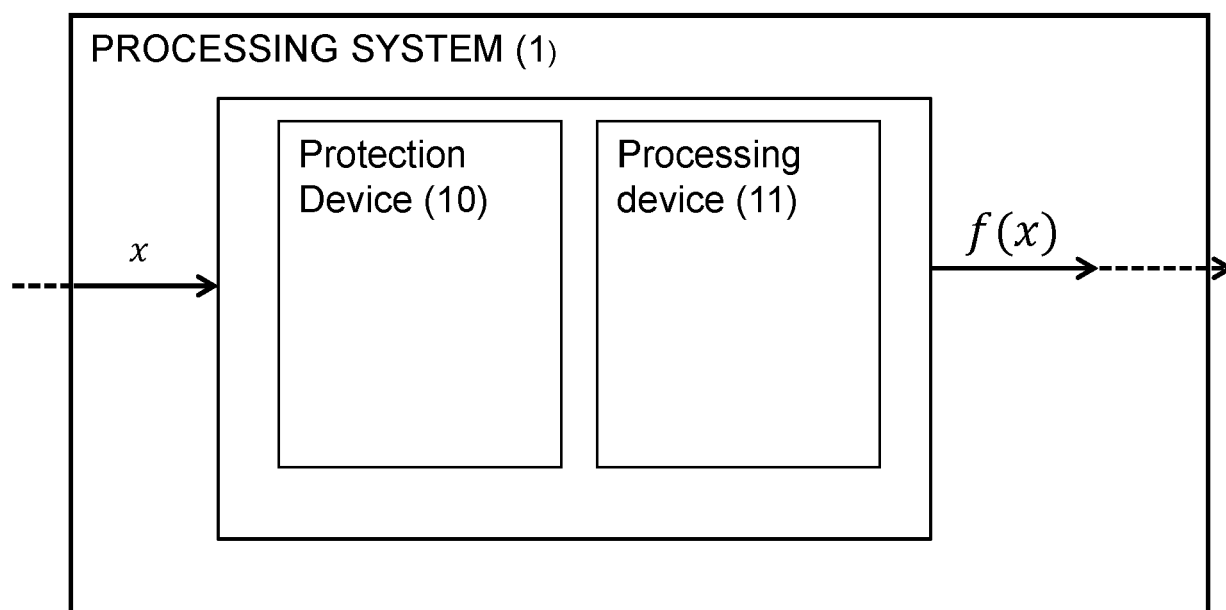 PROCESSING SYSTEM (1)
Protection
Device (10)
Processing
device (11)
x
f(x)